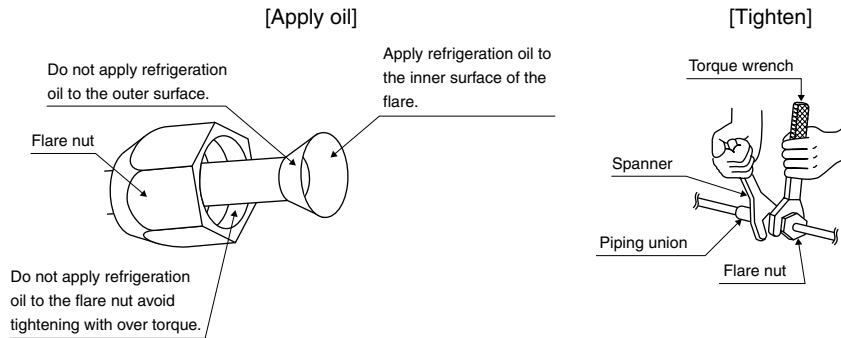 [Apply oil]
Do not apply refrigeration
oil to the outer surface.
Apply refrigeration oil to
the inner surface of the
flare.
Flare nut
Do not apply refrigeration
oil to the flare nut avoid
tightening with over torque.
[Tighten]
Torque wrench
Spanner
Piping union
Flare nut